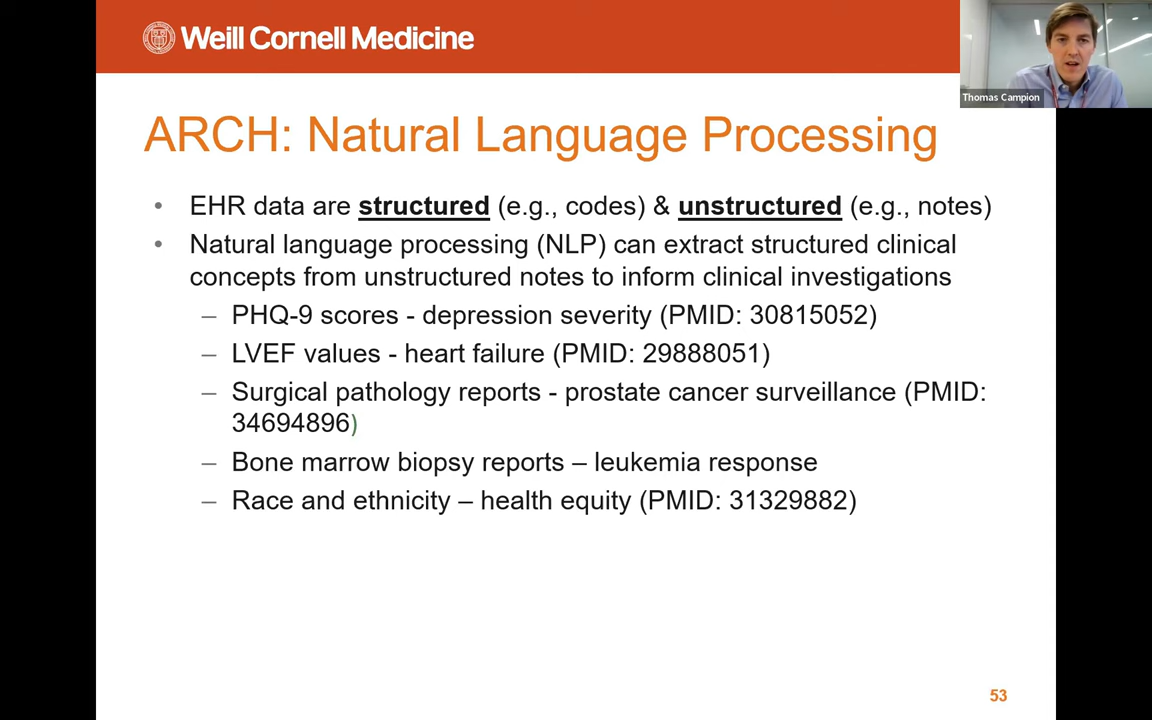 Weill Cornell Medicine
Thomas Campion
ARCH: Natural Language Processing
• EHR data are structured (e.g., codes) & unstructured (e.g., notes)
• Natural language processing (NLP) can extract structured clinical
concepts from unstructured notes to inform clinical investigations
– PHQ-9 scores - depression severity (PMID: 30815052)
– LVEF values - heart failure (PMID: 29888051)
– Surgical pathology reports - prostate cancer surveillance (PMID:
34694896)
– Bone marrow biopsy reports – leukemia response
– Race and ethnicity – health equity (PMID: 31329882)
53